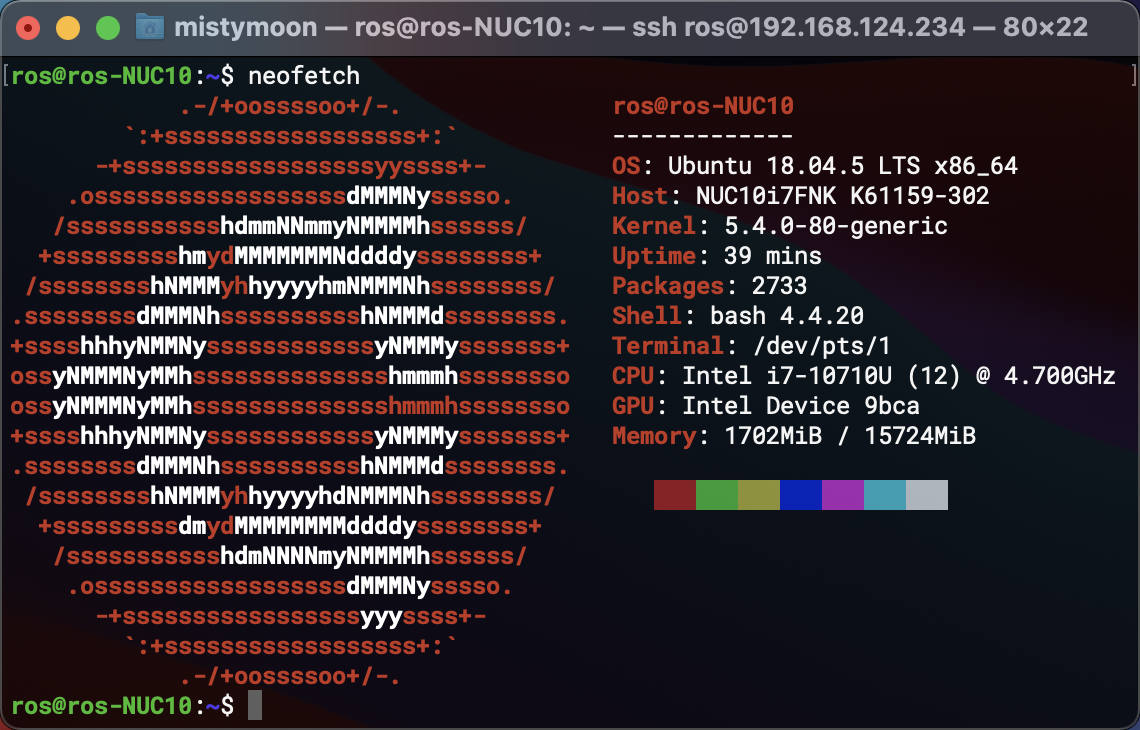 mistymoon — ros@ros-NUC10: ~ — ssh ros@192.168.124.234 — 80×22
[ros@ros-NUC10:~$ neofetch ]
            .-/+oossssoo+/-.               ros@ros-NUC10
        `:+ssssssssssssssssss+:`           -------------
      -+ssssssssssssssssssyyssss+-         OS: Ubuntu 18.04.5 LTS x86_64
    .ossssssssssssssssssdMMMNysssso.       Host: NUC10i7FNK K61159-302
   /ssssssssssshdmmNNmmyNMMMMhssssss/      Kernel: 5.4.0-80-generic
  +ssssssssshmydMMMMMMMNddddyssssssss+     Uptime: 39 mins
 /sssssssshNMMMyhhyyyyhmNMMMNhssssssss/    Packages: 2733
.ssssssssdMMMNhsssssssssshNMMMdssssssss.   Shell: bash 4.4.20
+sssshhhyNMMNyssssssssssssyNMMMysssssss+   Terminal: /dev/pts/1
ossyNMMMNyMMhsssssssssssssshmmmhssssssso   CPU: Intel i7-10710U (12) @ 4.700GHz
ossyNMMMNyMMhsssssssssssssshmmmhssssssso   GPU: Intel Device 9bca
+sssshhhyNMMNyssssssssssssyNMMMysssssss+   Memory: 1702MiB / 15724MiB
.ssssssssdMMMNhsssssssssshNMMMdssssssss.
 /sssssssshNMMMyhhyyyyhdNMMMNhssssssss/
  +sssssssssdmydMMMMMMMMddddyssssssss+
   /ssssssssssshdmNNNNmyNMMMMhssssss/
    .ossssssssssssssssssdMMMNysssso.
      -+sssssssssssssssssyyyssss+-
        `:+ssssssssssssssssss+:`
            .-/+oossssoo+/-.
ros@ros-NUC10:~$